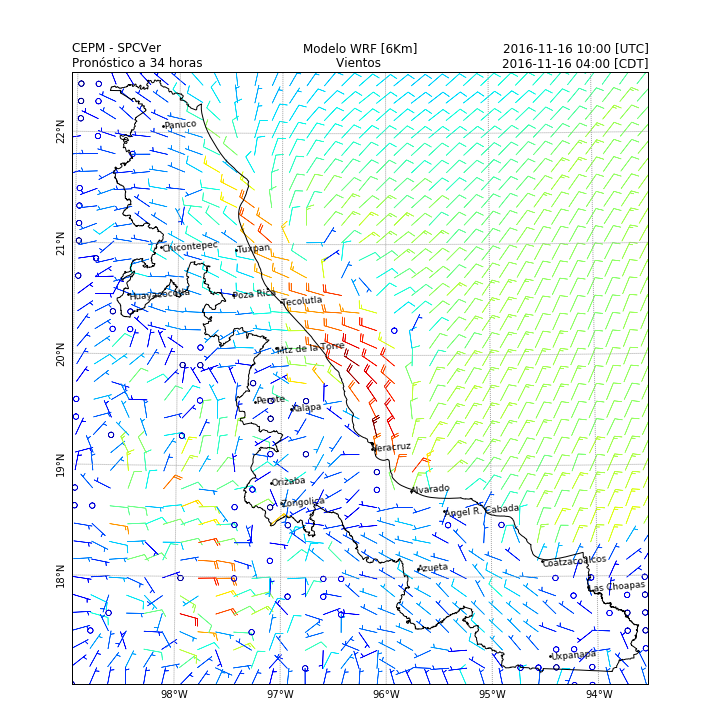 CEPM - SPCVer Modelo WRF [6Km] 2016-11-16 10:00 [UTC]
Pronóstico a 34 horas Vientos 2016-11-16 04:00 [CDT]
22°N
Panuco
21°N
Chicontepec
Tuxpan
Huayacocotla
Poza Rica
Tecolutla
20°N
Mtz de la Torre
Perote
Xalapa
19°N
Veracruz
Orizaba
Alvarado
Zongolica
Angel R. Cabada
18°N
Azueta
Coatzacoalcos
Las Choapas
Uxpanapa
98°W 97°W 96°W 95°W 94°W